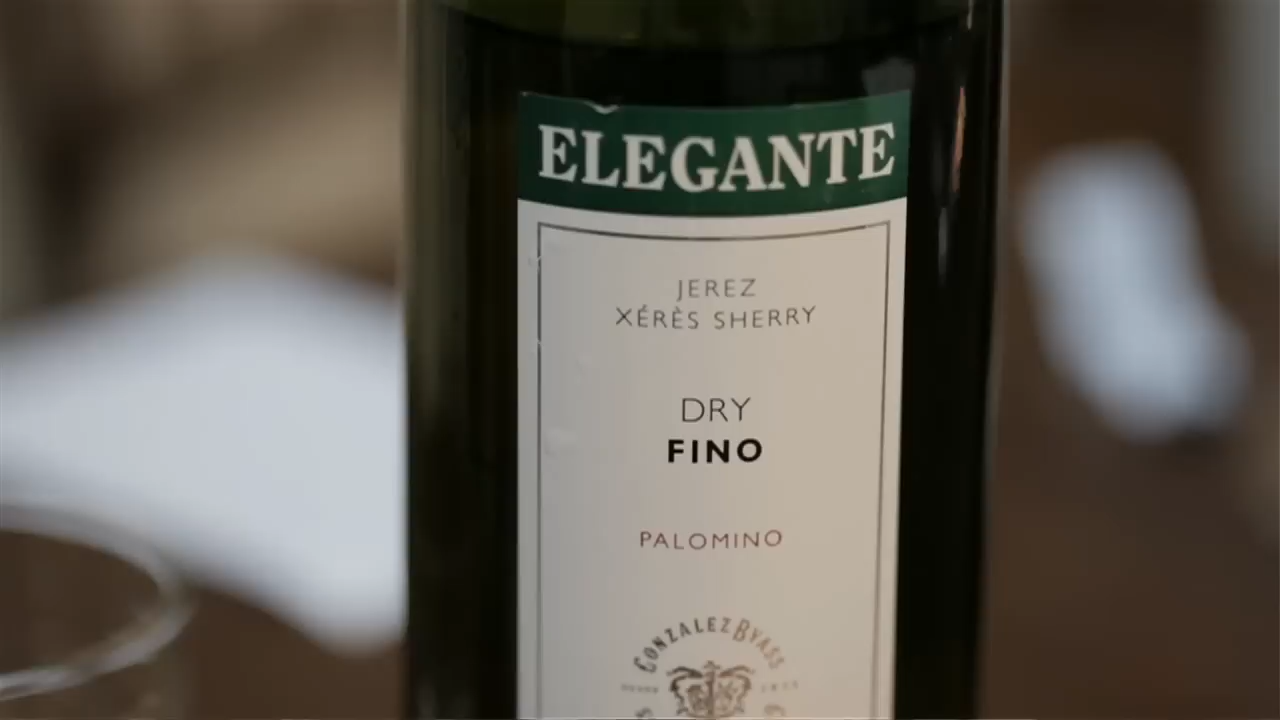 ELEGANTE
JEREZ
XÉRÈS SHERRY
DRY
FINO
PALOMINO
GONZALEZ BYASS